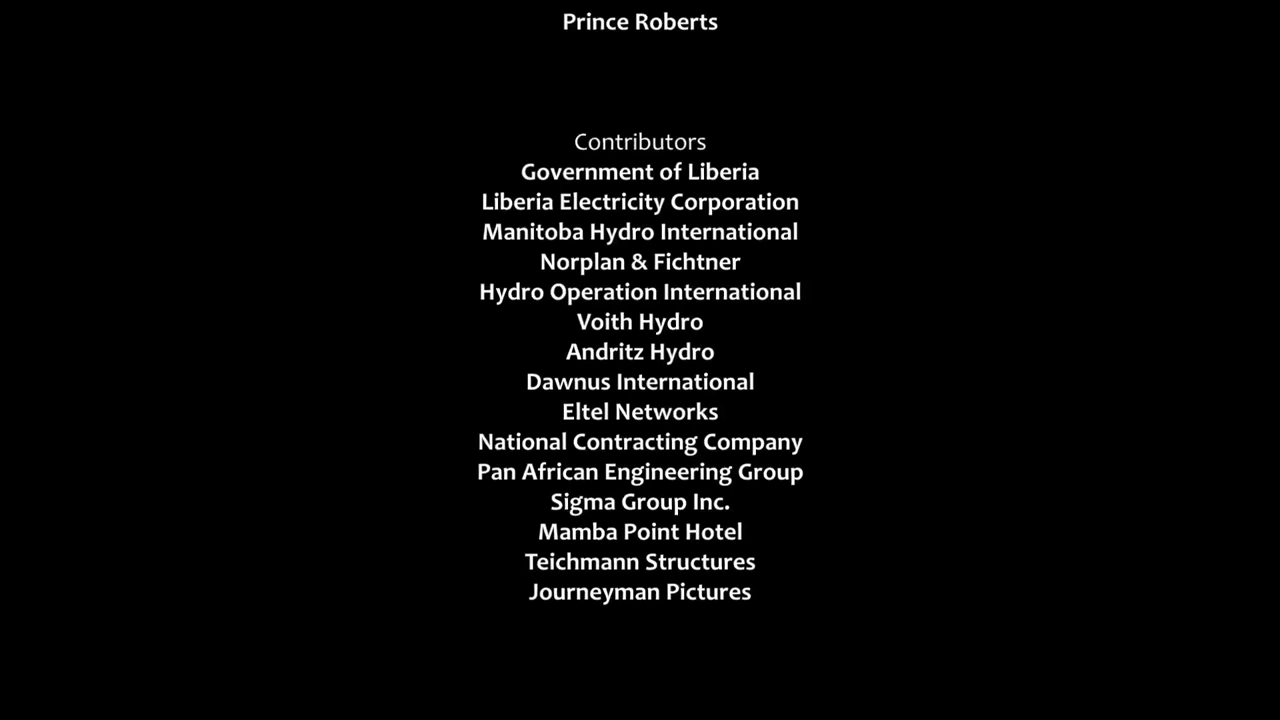 Prince Roberts
Contributors
Government of Liberia
Liberia Electricity Corporation
Manitoba Hydro International
Norplan & Fichtner
Hydro Operation International
Voith Hydro
Andritz Hydro
Dawnus International
Eltel Networks
National Contracting Company
Pan African Engineering Group
Sigma Group Inc.
Mamba Point Hotel
Teichmann Structures
Journeyman Pictures